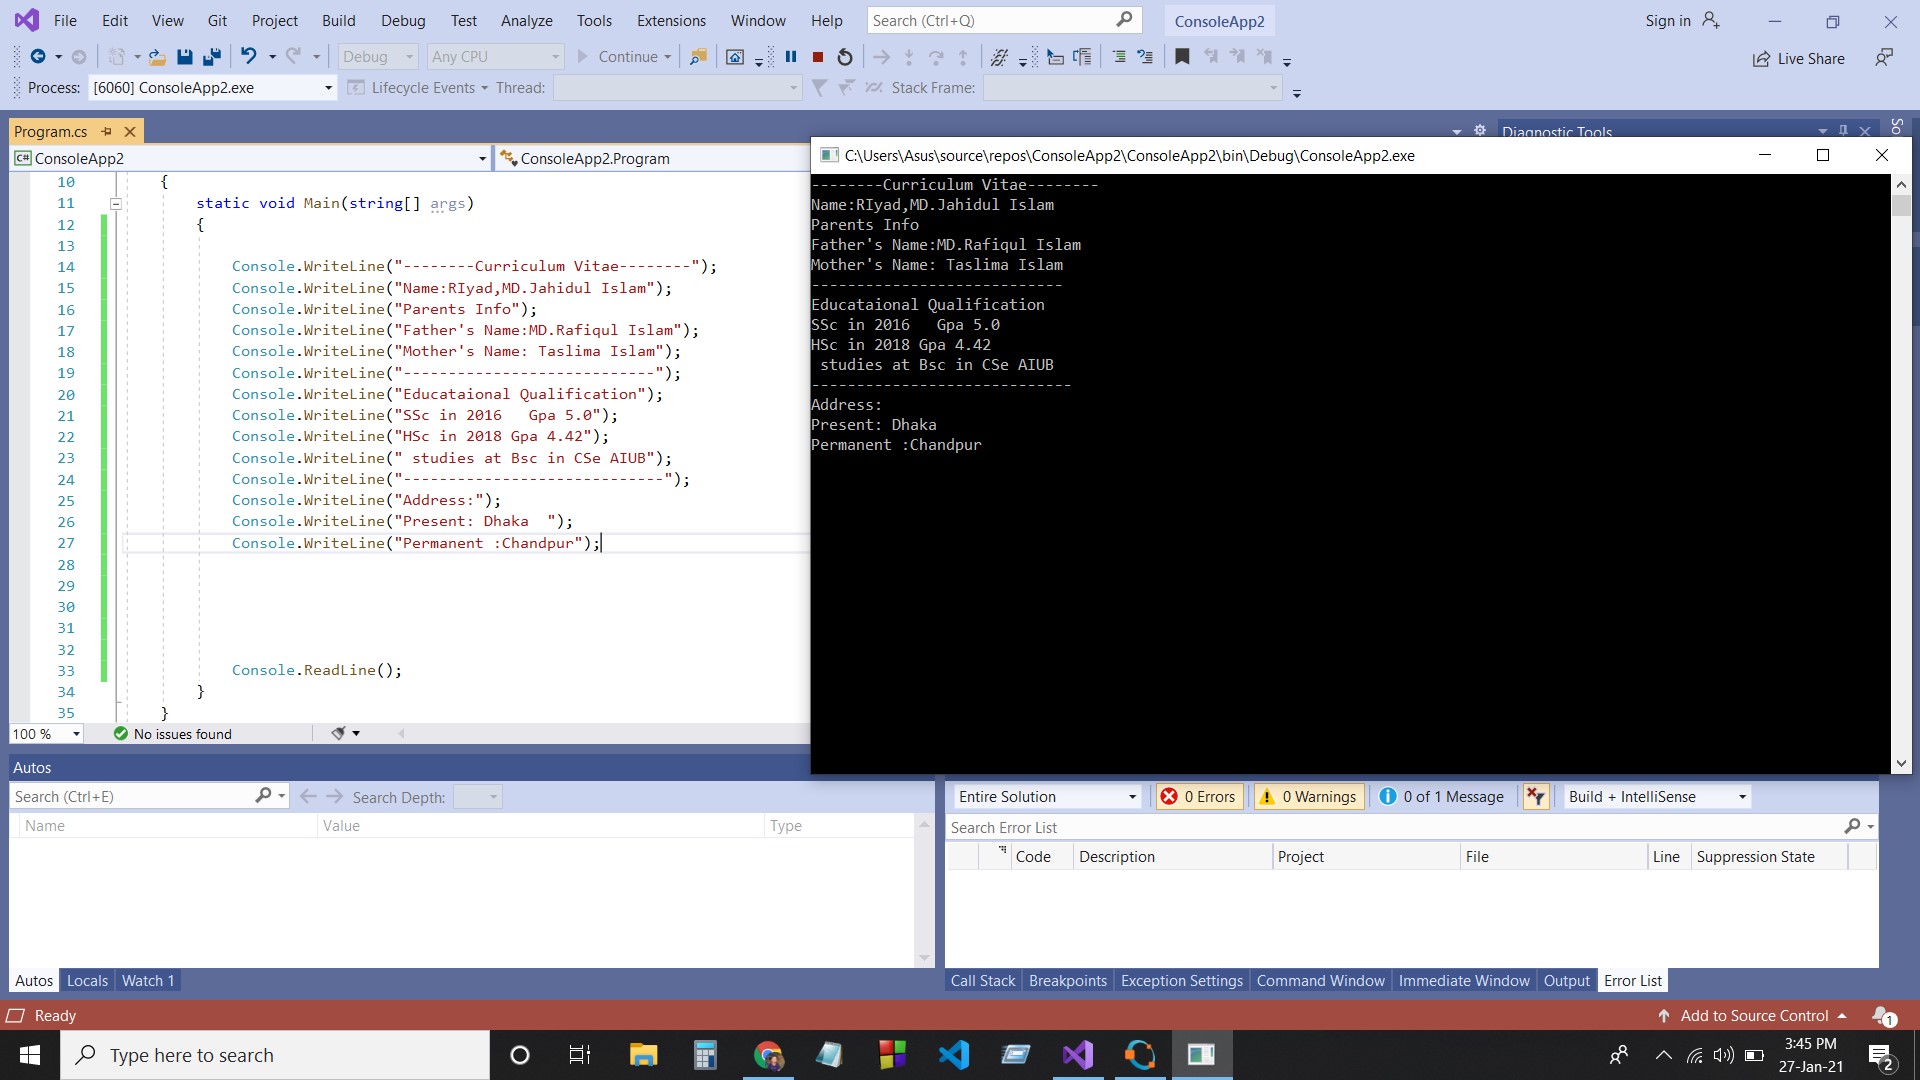 File Edit View Git Project Build Debug Test Analyze Tools Extensions Window Help Search (Ctrl+Q) ConsoleApp2 Sign in
Debug Any CPU Continue Live Share
Process: [6060] ConsoleApp2.exe Lifecycle Events Thread: Stack Frame:
Program.cs Diagnostic Tools So
C# ConsoleApp2 ConsoleApp2.Program
10 {
11 static void Main(string[] args)
12 {
13
14 Console.WriteLine("--------Curriculum Vitae--------");
15 Console.WriteLine("Name:RIyad,MD.Jahidul Islam");
16 Console.WriteLine("Parents Info");
17 Console.WriteLine("Father's Name:MD.Rafiqul Islam");
18 Console.WriteLine("Mother's Name: Taslima Islam");
19 Console.WriteLine("----------------------------");
20 Console.WriteLine("Educataional Qualification");
21 Console.WriteLine("SSc in 2016   Gpa 5.0");
22 Console.WriteLine("HSc in 2018 Gpa 4.42");
23 Console.WriteLine(" studies at Bsc in CSe AIUB");
24 Console.WriteLine("-----------------------------");
25 Console.WriteLine("Address:");
26 Console.WriteLine("Present: Dhaka  ");
27 Console.WriteLine("Permanent :Chandpur");
28
29
30
31
32
33 Console.ReadLine();
34 }
35 }
100 % No issues found
C:\Users\Asus\source\repos\ConsoleApp2\ConsoleApp2\bin\Debug\ConsoleApp2.exe
--------Curriculum Vitae--------
Name:RIyad,MD.Jahidul Islam
Parents Info
Father's Name:MD.Rafiqul Islam
Mother's Name: Taslima Islam
----------------------------
Educataional Qualification
SSc in 2016   Gpa 5.0
HSc in 2018 Gpa 4.42
 studies at Bsc in CSe AIUB
-----------------------------
Address:
Present: Dhaka
Permanent :Chandpur
Autos
Search (Ctrl+E) Search Depth:
Name Value Type
Autos Locals Watch 1
Entire Solution 0 Errors 0 Warnings 0 of 1 Message Build + IntelliSense
Search Error List
Code Description Project File Line Suppression State
Call Stack Breakpoints Exception Settings Command Window Immediate Window Output Error List
Ready Add to Source Control 1
Type here to search 3:45 PM
27-Jan-21 2